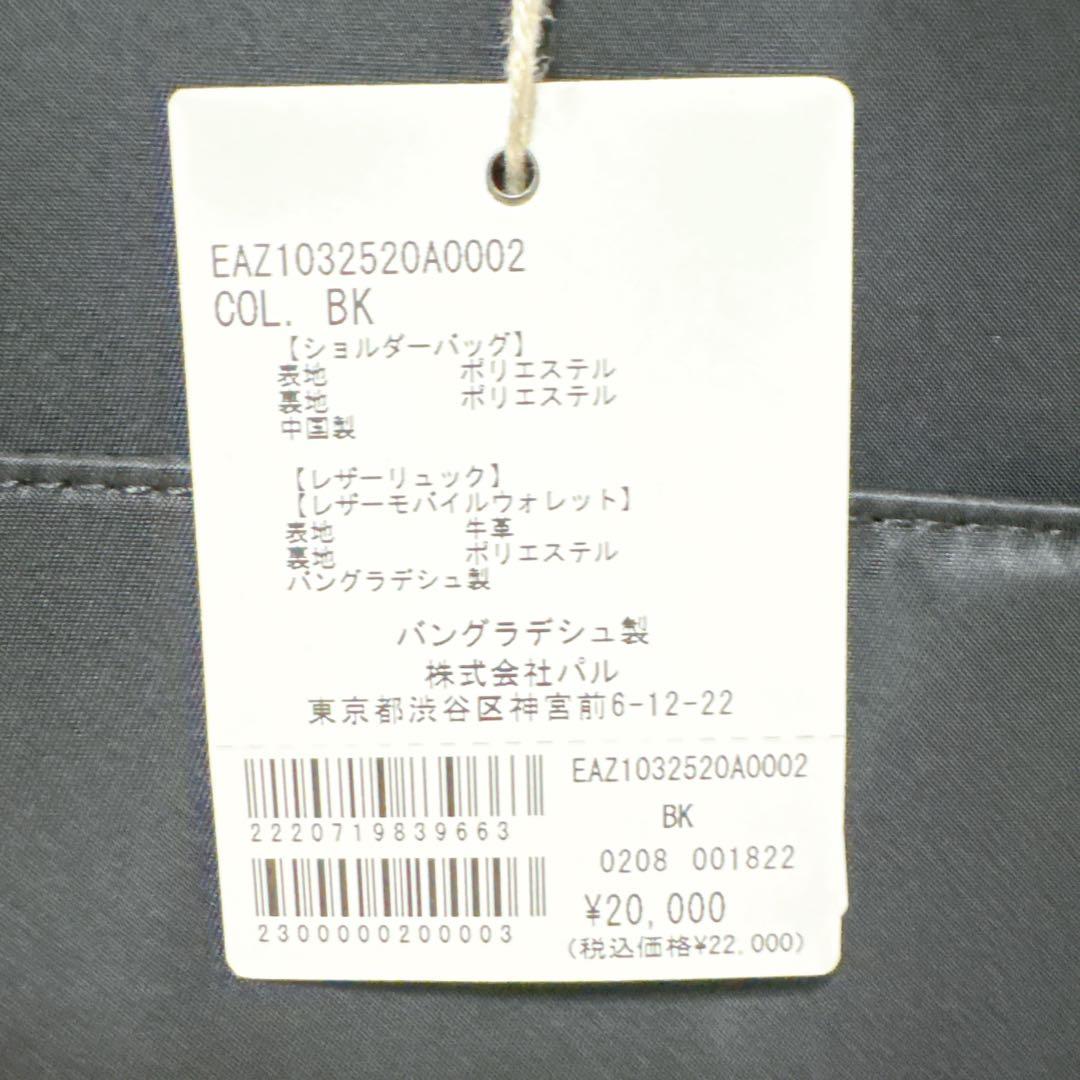 EAZ1032520A0002
COL. BK
【ショルダーバッグ】
表地 ポリエステル
裏地 ポリエステル
中国製
【レザーリュック】
【レザーモバイルウォレット】
表地 牛革
裏地 ポリエステル
バングラデシュ製
バングラデシュ製
株式会社パル
東京都渋谷区神宮前6-12-22
2220719839663
2300000200003
EAZ1032520A0002
BK
0208 001822
¥20,000
(税込価格¥22,000)